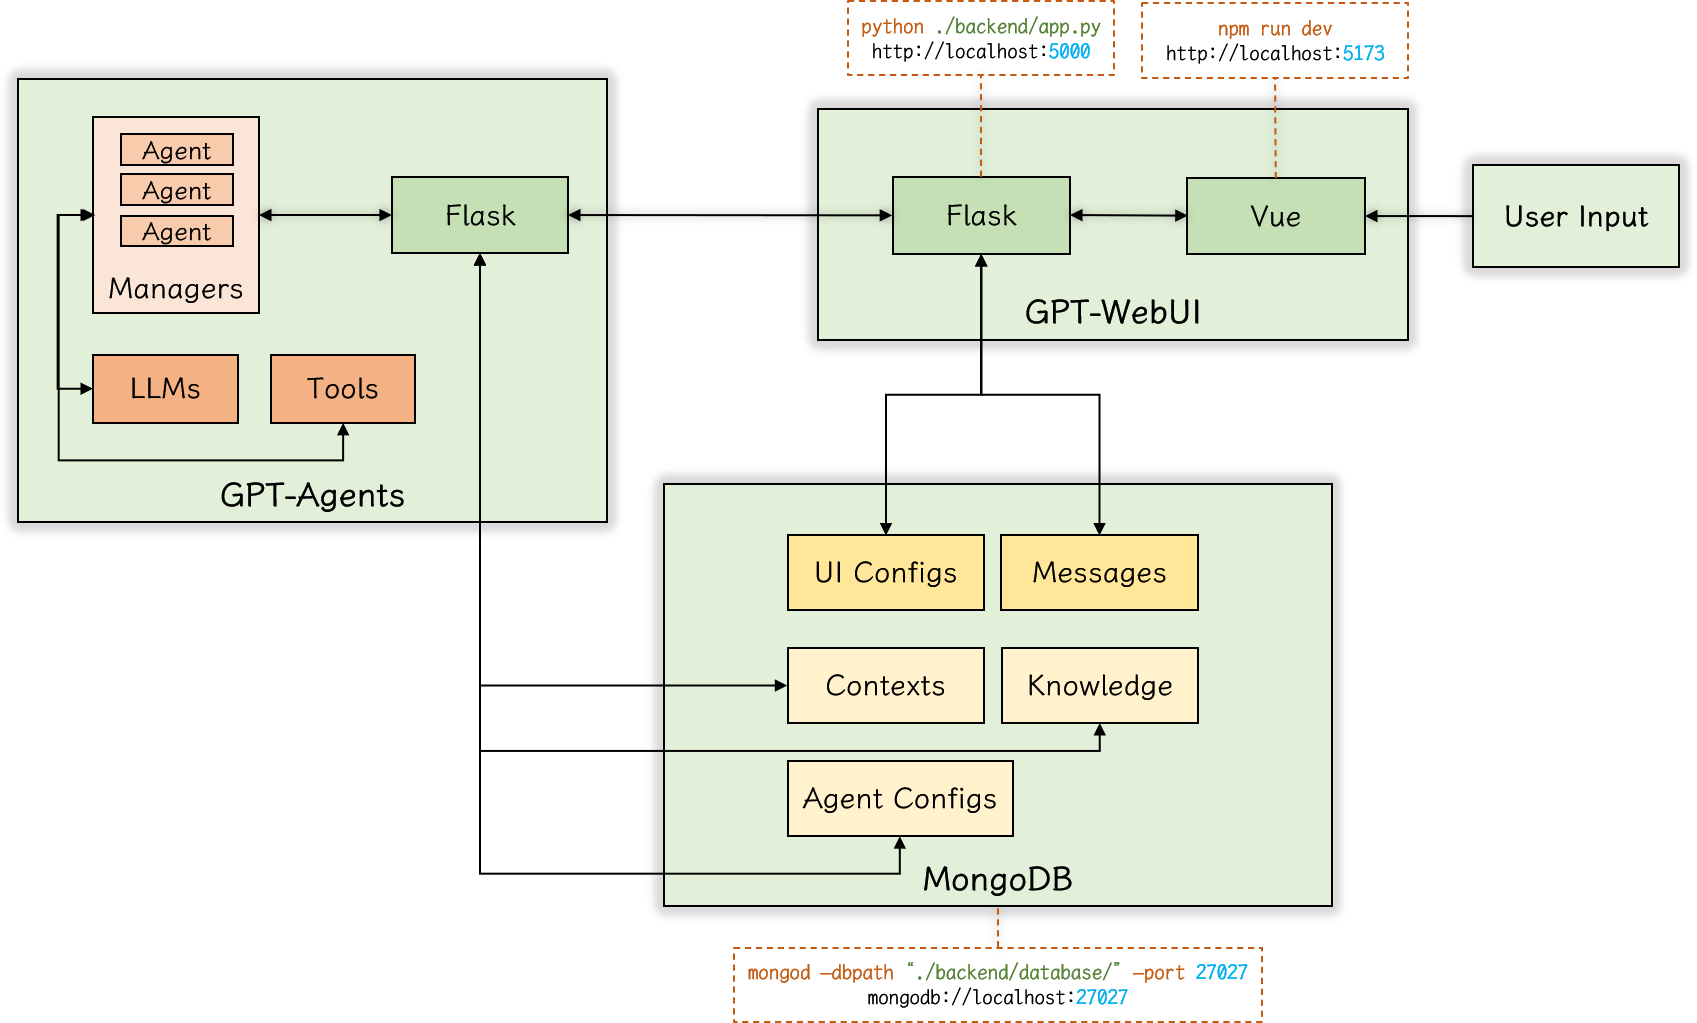 python ./backend/app.py
http://localhost:5000
npm run dev
http://localhost:5173
Agent
Agent
Agent
Managers
Flask
LLMs
Tools
GPT-Agents
Flask
Vue
GPT-WebUI
User Input
UI Configs
Messages
Contexts
Knowledge
Agent Configs
MongoDB
mongod –dbpath “./backend/database/” –port 27027
mongodb://localhost:27027